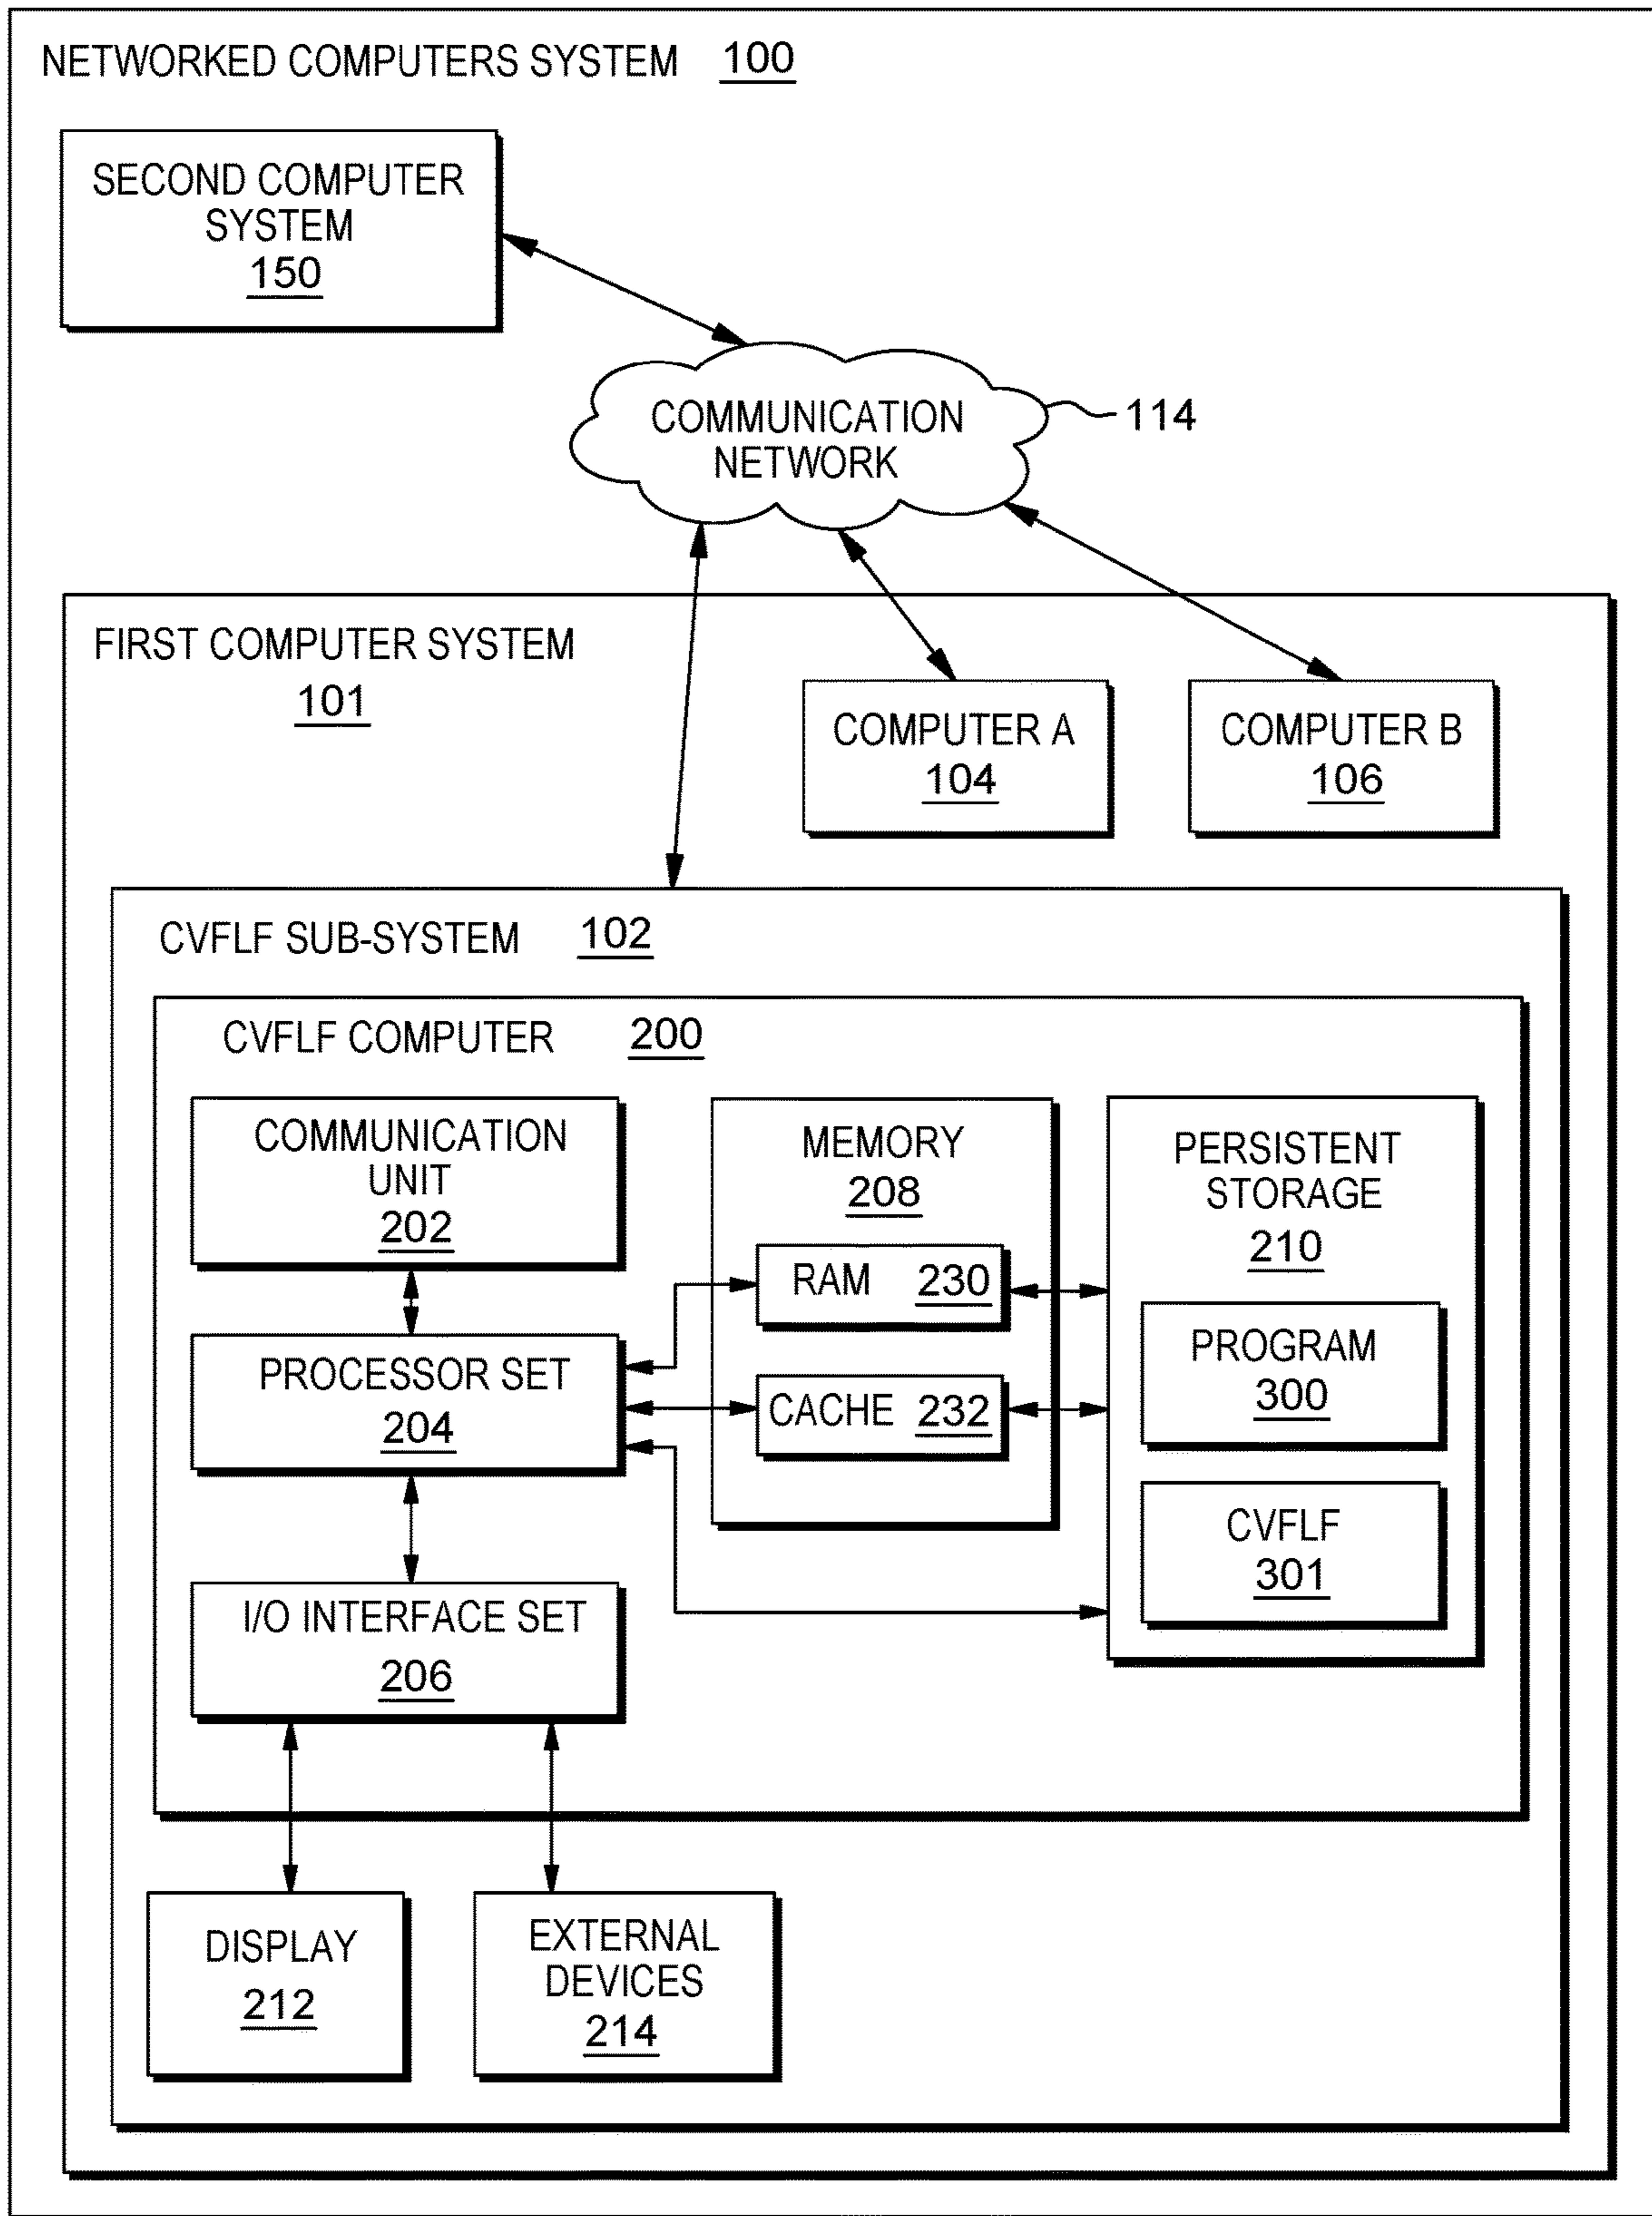 NETWORKED COMPUTERS SYSTEM 100
SECOND COMPUTER
SYSTEM
150
COMMUNICATION
NETWORK
114
FIRST COMPUTER SYSTEM
101
COMPUTER A
104
COMPUTER B
106
CVFLF SUB-SYSTEM 102
CVFLF COMPUTER 200
COMMUNICATION
UNIT
202
MEMORY
208
PERSISTENT
STORAGE
210
RAM 230
PROGRAM
300
PROCESSOR SET
204
CACHE 232
CVFLF
301
I/O INTERFACE SET
206
DISPLAY
212
EXTERNAL
DEVICES
214